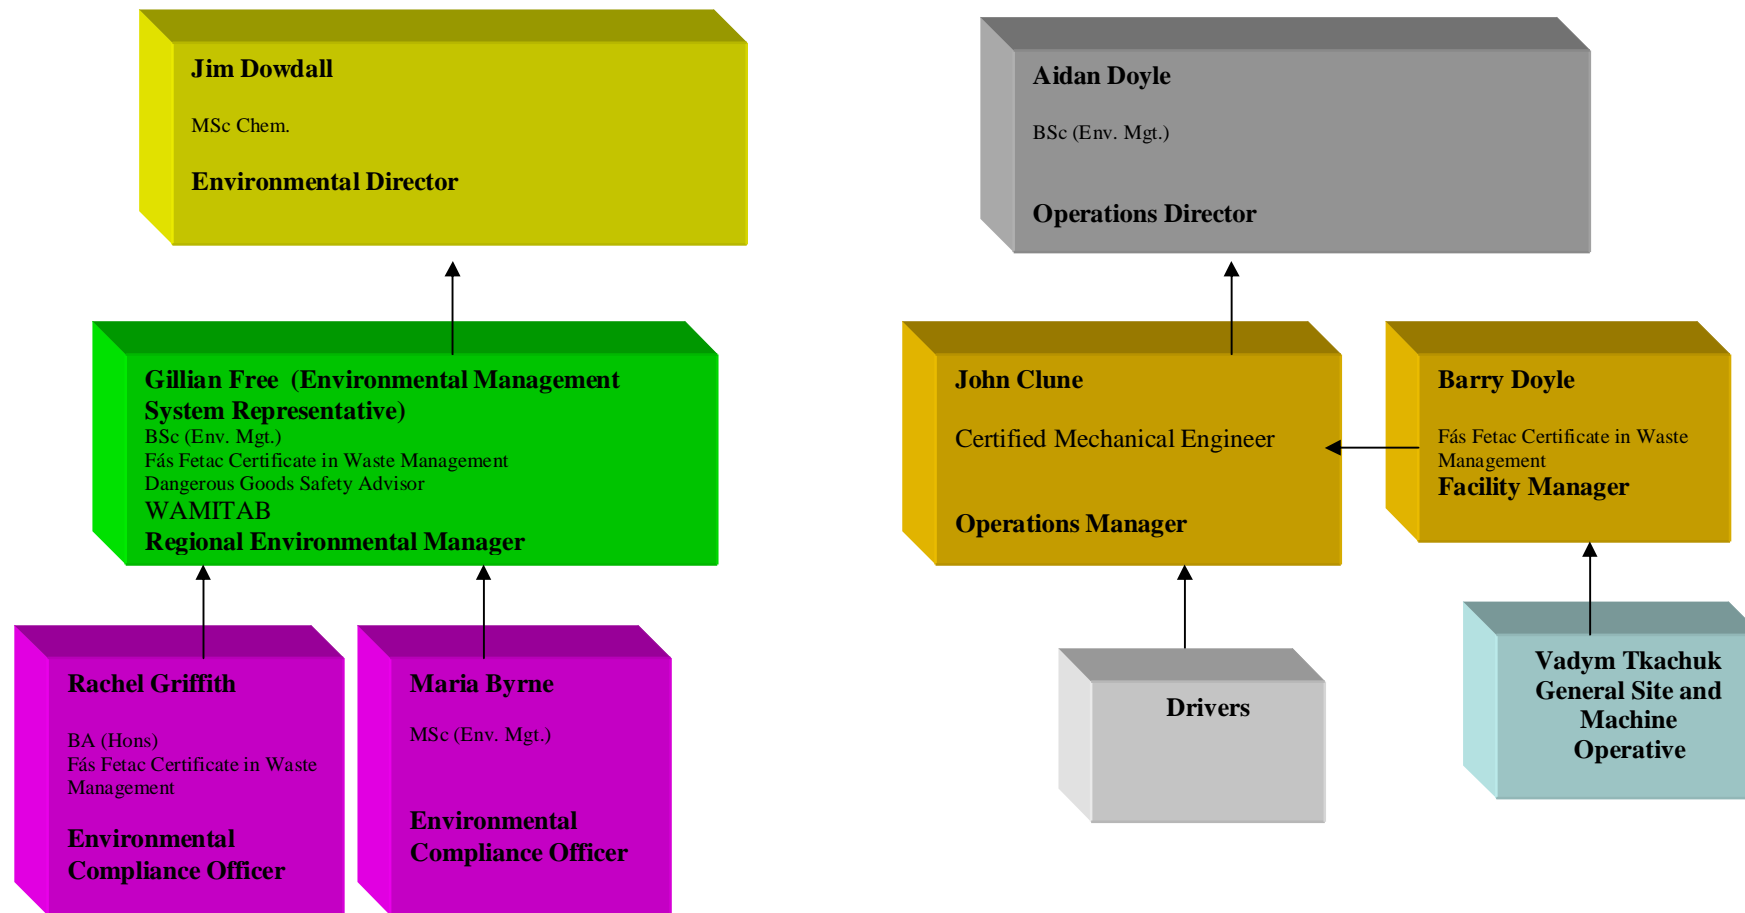 Jim Dowdall
MSc Chem.
Environmental Director
Aidan Doyle
BSc (Env. Mgt.)
Operations Director
Gillian Free  (Environmental Management
System Representative)
BSc (Env. Mgt.)
Fás Fetac Certificate in Waste Management
Dangerous Goods Safety Advisor
WAMITAB
Regional Environmental Manager
John Clune
Certified Mechanical Engineer
Operations Manager
Barry Doyle
Fás Fetac Certificate in Waste
Management
Facility Manager
Rachel Griffith
BA (Hons)
Fás Fetac Certificate in Waste
Management
Environmental
Compliance Officer
Maria Byrne
MSc (Env. Mgt.)
Environmental
Compliance Officer
Drivers
Vadym Tkachuk
General Site and
Machine
Operative